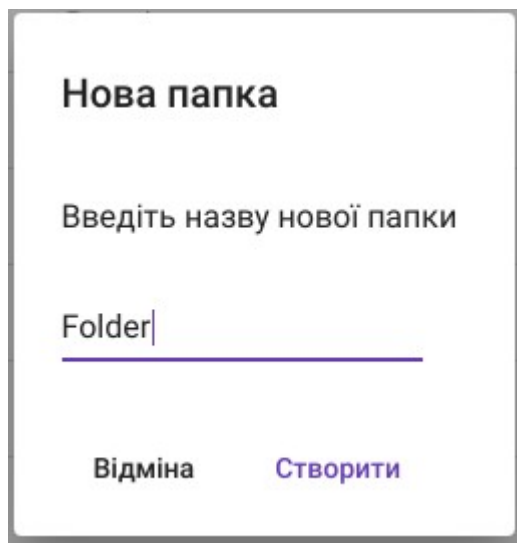 Нова папка
Введіть назву нової папки
Folder
Відміна Створити